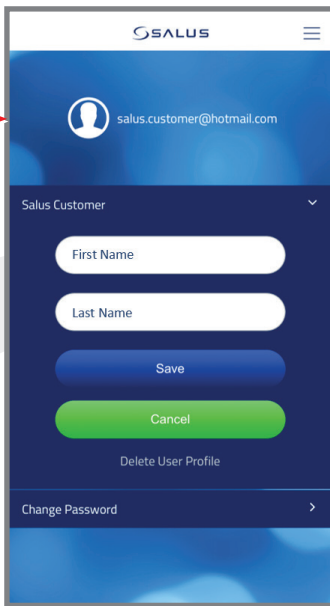 SALUS
salus.customer@hotmail.com
Salus Customer
First Name
Last Name
Save
Cancel
Delete User Profile
Change Password